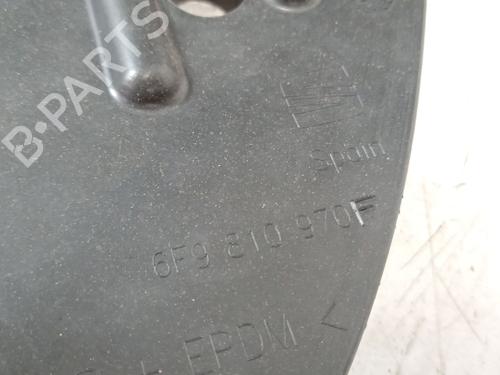 B·PARTS
Spain
6F9 810 970F
EPDM <